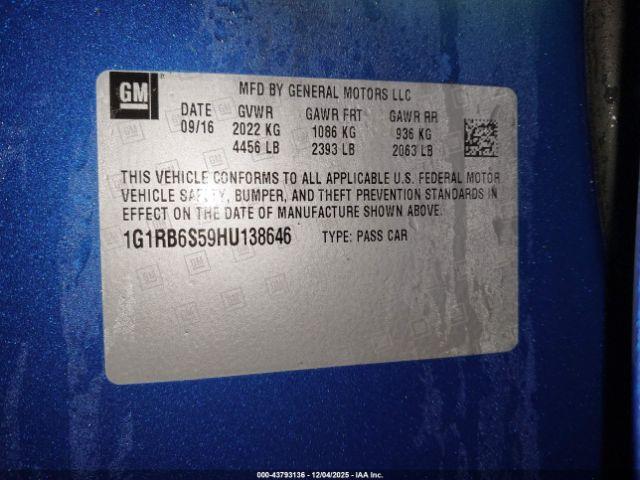 GM
MFD BY GENERAL MOTORS LLC
DATE GVWR GAWR FRT GAWR RR
09/16 2022 KG 1086 KG 936 KG
4456 LB 2393 LB 2063 LB
THIS VEHICLE CONFORMS TO ALL APPLICABLE U.S. FEDERAL MOTOR
VEHICLE SAFETY, BUMPER, AND THEFT PREVENTION STANDARDS IN
EFFECT ON THE DATE OF MANUFACTURE SHOWN ABOVE.
1G1RB6S59HU138646 TYPE: PASS CAR
000-43793136 - 12/04/2025 - IAA Inc.